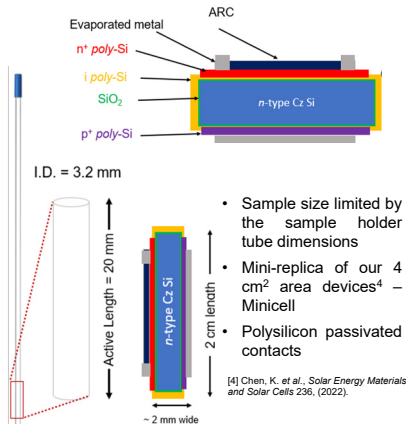 ARC
Evaporated metal
n⁺ poly-Si
i poly-Si
SiO₂
p⁺ poly-Si
n-type Cz Si
I.D. = 3.2 mm
Active Length = 20 mm
n-type Cz Si
2 cm length
~ 2 mm wide
• Sample size limited by
the sample holder
tube dimensions
• Mini-replica of our 4
cm² area devices⁴ –
Minicell
• Polysilicon passivated
contacts
[4] Chen, K. et al., Solar Energy Materials
and Solar Cells 236, (2022).